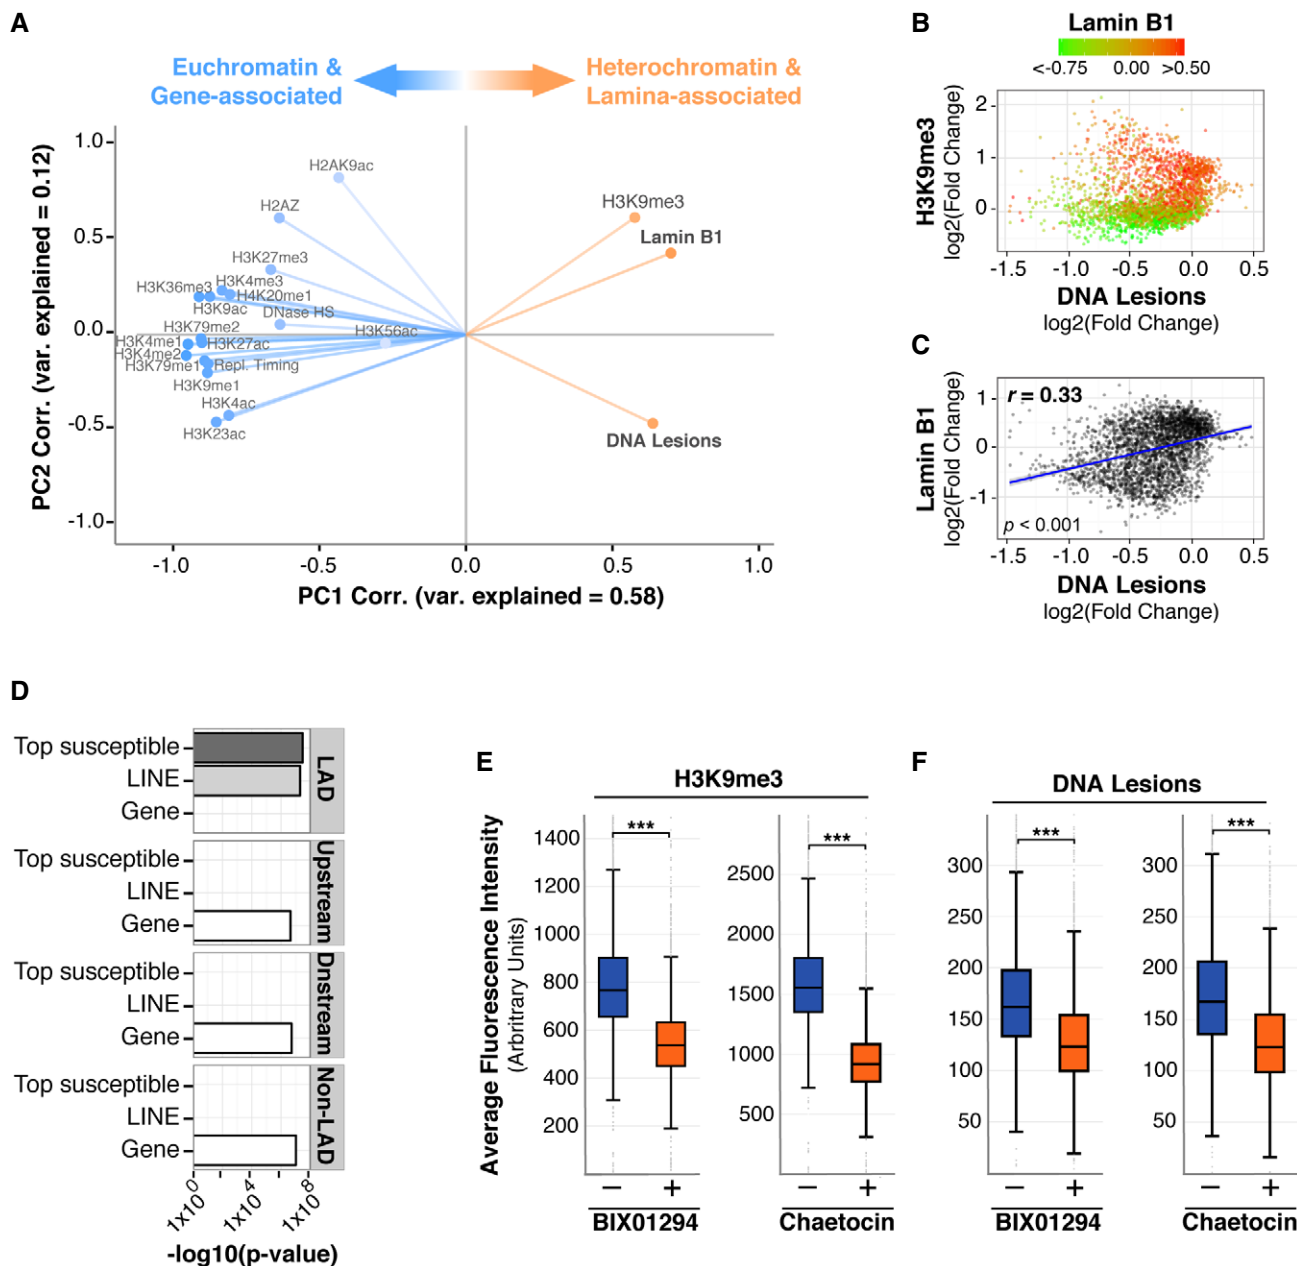 A
Euchromatin &
Gene-associated
Heterochromatin &
Lamina-associated
PC2 Corr. (var. explained = 0.12)
1.0
0.5
0.0
-0.5
-1.0
H2AK9ac
H2AZ
H3K27me3
H3K36me3
H3K4me3
H4K20me1
H3K9ac
DNase HS
H3K79me2
H3K56ac
H3K4me1
H3K27ac
H3K4me2
H3K79me1
Repl. Timing
H3K9me1
H3K4ac
H3K23ac
H3K9me3
Lamin B1
DNA Lesions
-1.0 -0.5 0.0 0.5 1.0
PC1 Corr. (var. explained = 0.58)
B
Lamin B1
<-0.75 0.00 >0.50
H3K9me3
log2(Fold Change)
2
1
0
-1.5 -1.0 -0.5 0.0 0.5
DNA Lesions
log2(Fold Change)
C
Lamin B1
log2(Fold Change)
1
0
-1
r = 0.33
p < 0.001
-1.5 -1.0 -0.5 0.0 0.5
DNA Lesions
log2(Fold Change)
D
Top susceptible
LINE
Gene
LAD
Top susceptible
LINE
Gene
Upstream
Top susceptible
LINE
Gene
Dnstream
Top susceptible
LINE
Gene
Non-LAD
1x10^0 1x10^4 1x10^8
-log10(p-value)
E
H3K9me3
Average Fluorescence Intensity
(Arbritrary Units)
1400
1200
1000
800
600
400
200
***
− +
BIX01294
2500
2000
1500
1000
500
***
− +
Chaetocin
F
DNA Lesions
300
250
200
150
100
50
***
− +
BIX01294
300
250
200
150
100
50
***
− +
Chaetocin